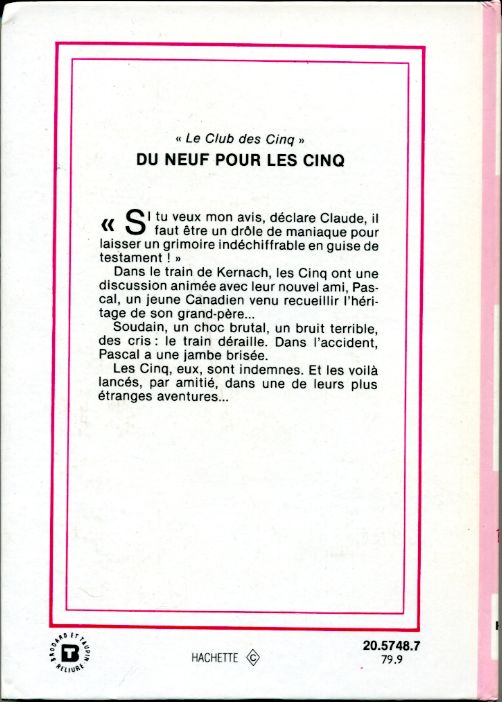 « Le Club des Cinq »
DU NEUF POUR LES CINQ
« SI tu veux mon avis, déclare Claude, il
faut être un drôle de maniaque pour
laisser un grimoire indéchiffrable en guise de
testament ! »
Dans le train de Kernach, les Cinq ont une
discussion animée avec leur nouvel ami, Pas-
cal, un jeune Canadien venu recueillir l'héri-
tage de son grand-père...
Soudain, un choc brutal, un bruit terrible,
des cris : le train déraille. Dans l'accident,
Pascal a une jambe brisée.
Les Cinq, eux, sont indemnes. Et les voilà
lancés, par amitié, dans une de leurs plus
étranges aventures...
BRODARD ET TAUPIN
RELIURE
HACHETTE
20.5748.7
79.9